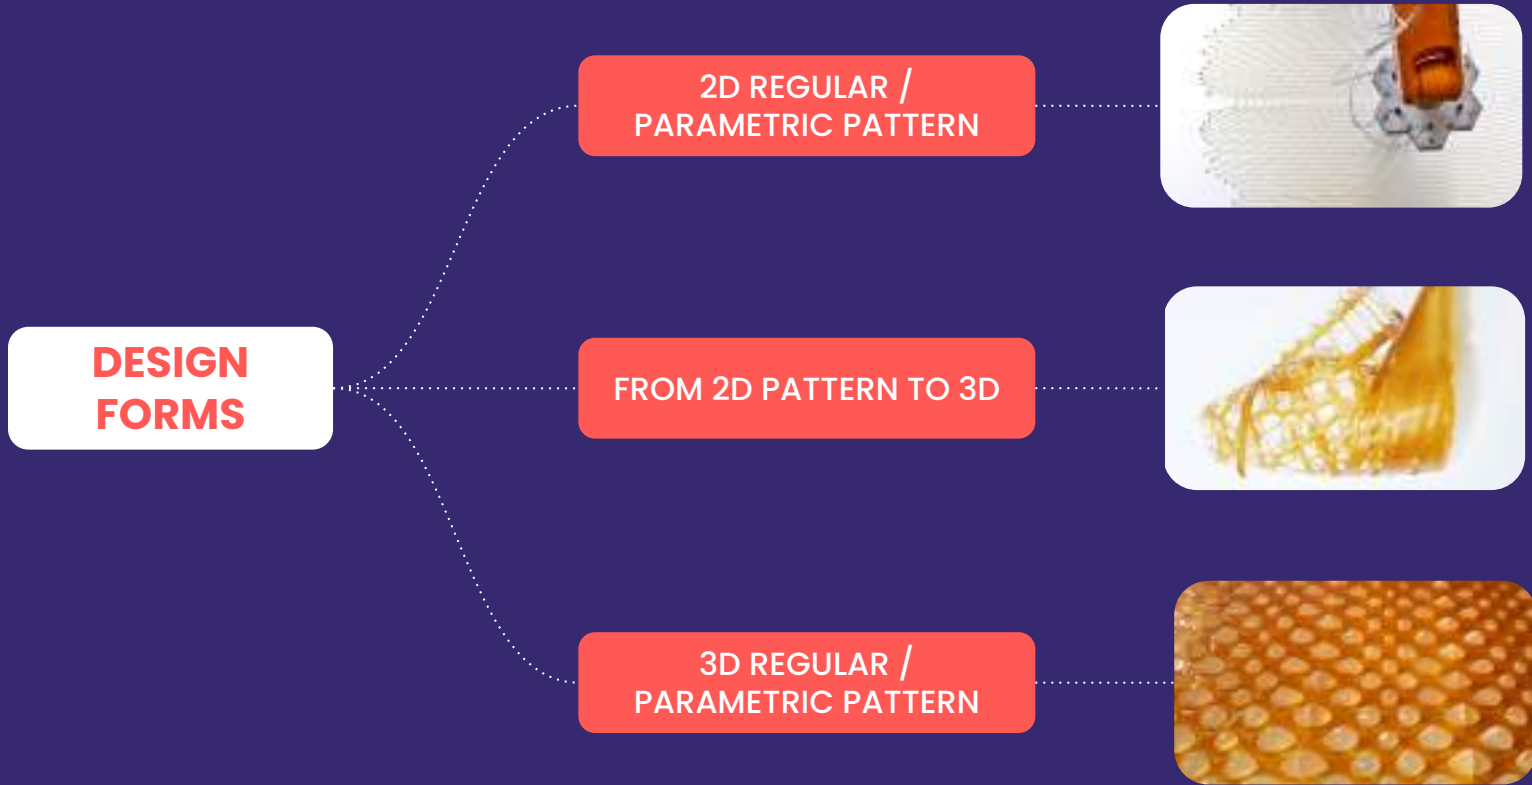 2D REGULAR /
PARAMETRIC PATTERN
DESIGN
FORMS
FROM 2D PATTERN TO 3D
3D REGULAR /
PARAMETRIC PATTERN